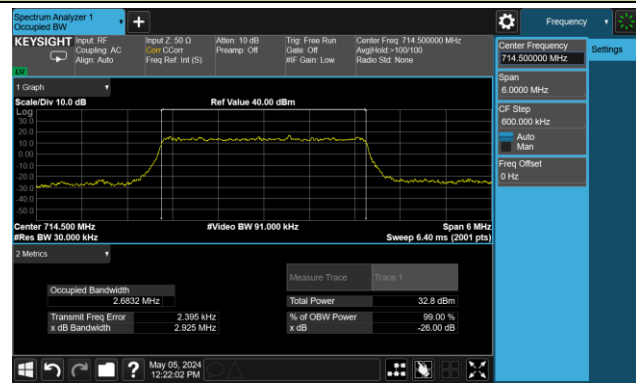 Spectrum Analyzer 1
Occupied BW
+
Frequency
KEYSIGHT
Input: RF
Coupling: AC
Align: Auto
Input Z: 50 Ω
Corr CCorr
Freq Ref: Int (S)
Atten: 10 dB
Preamp: Off
Trig: Free Run
Gate: Off
#IF Gain: Low
Center Freq: 714.500000 MHz
Avg|Hold:>100/100
Radio Std: None
Center Frequency
714.500000 MHz
Settings
Span
6.0000 MHz
CF Step
600.000 kHz
Auto
Man
Freq Offset
0 Hz
1 Graph
Scale/Div 10.0 dB
Ref Value 40.00 dBm
Log
30.0
20.0
10.0
0.00
-10.0
-20.0
-30.0
-40.0
-50.0
Center 714.500 MHz
#Video BW 91.000 kHz
Span 6 MHz
#Res BW 30.000 kHz
Sweep 6.40 ms (2001 pts)
2 Metrics
Measure Trace
Trace 1
Occupied Bandwidth
2.6832 MHz
Total Power
32.8 dBm
Transmit Freq Error
2.395 kHz
% of OBW Power
99.00 %
x dB Bandwidth
2.925 MHz
x dB
-26.00 dB
?
May 05, 2024
12:22:02 PM